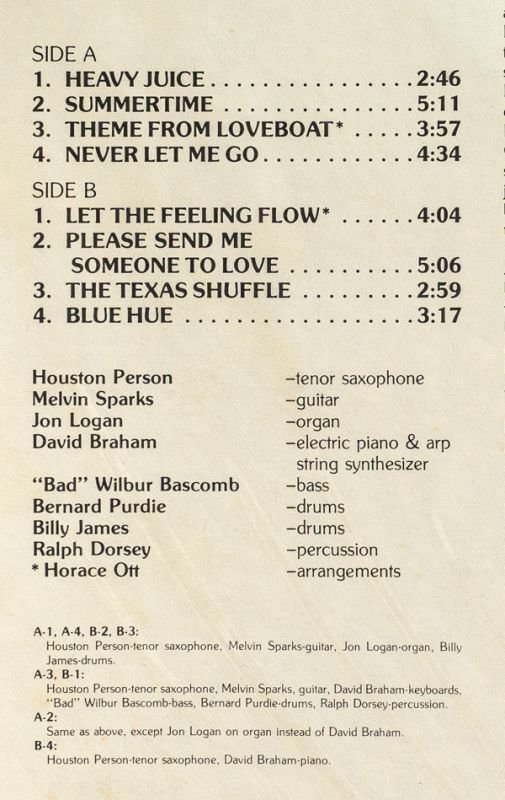 SIDE A
1. HEAVY JUICE . . . . . . . . . . . . . . . . 2:46
2. SUMMERTIME . . . . . . . . . . . . . . . 5:11
3. THEME FROM LOVEBOAT* . . . . . 3:57
4. NEVER LET ME GO . . . . . . . . . . . . 4:34
SIDE B
1. LET THE FEELING FLOW* . . . . . . 4:04
2. PLEASE SEND ME
SOMEONE TO LOVE . . . . . . . . . . 5:06
3. THE TEXAS SHUFFLE . . . . . . . . . 2:59
4. BLUE HUE . . . . . . . . . . . . . . . . . . 3:17
Houston Person –tenor saxophone
Melvin Sparks –guitar
Jon Logan –organ
David Braham –electric piano & arp
string synthesizer
“Bad” Wilbur Bascomb –bass
Bernard Purdie –drums
Billy James –drums
Ralph Dorsey –percussion
* Horace Ott –arrangements
A-1, A-4, B-2, B-3:
Houston Person-tenor saxophone, Melvin Sparks-guitar, Jon Logan-organ, Billy
James-drums.
A-3, B-1:
Houston Person-tenor saxophone, Melvin Sparks, guitar, David Braham-keyboards,
“Bad” Wilbur Bascomb-bass, Bernard Purdie-drums, Ralph Dorsey-percussion.
A-2:
Same as above, except Jon Logan on organ instead of David Braham.
B-4:
Houston Person-tenor saxophone, David Braham-piano.